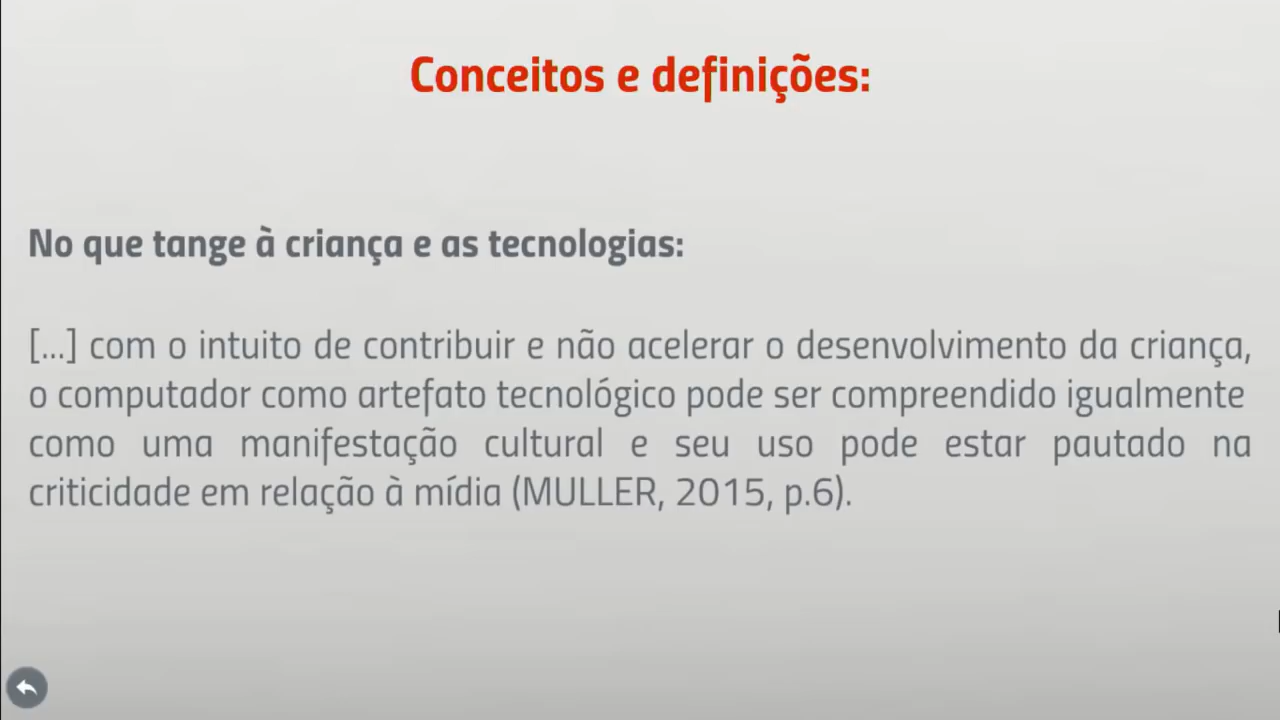 Conceitos e definições:
No que tange à criança e as tecnologias:
[...] com o intuito de contribuir e não acelerar o desenvolvimento da criança,
o computador como artefato tecnológico pode ser compreendido igualmente
como uma manifestação cultural e seu uso pode estar pautado na
criticidade em relação à mídia (MULLER, 2015, p.6).